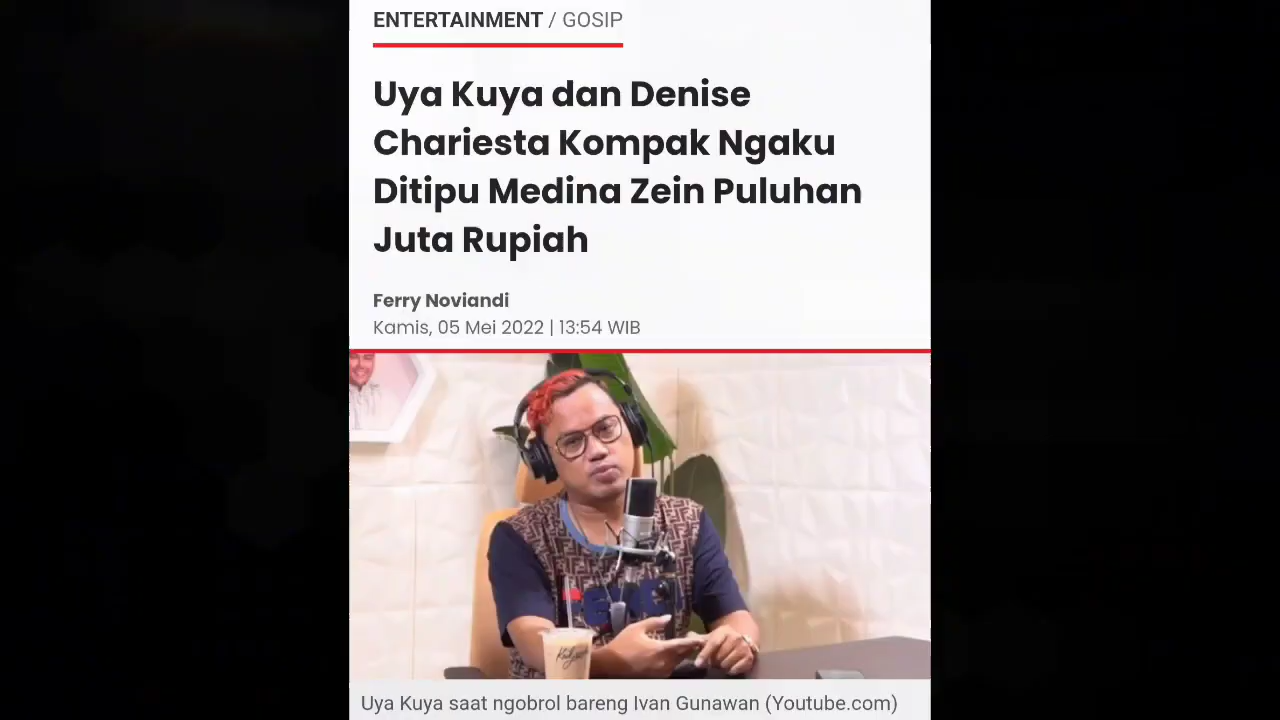 ENTERTAINMENT / GOSIP
Uya Kuya dan Denise
Chariesta Kompak Ngaku
Ditipu Medina Zein Puluhan
Juta Rupiah
Ferry Noviandi
Kamis, 05 Mei 2022 | 13:54 WIB
Uya Kuya saat ngobrol bareng Ivan Gunawan (Youtube.com)